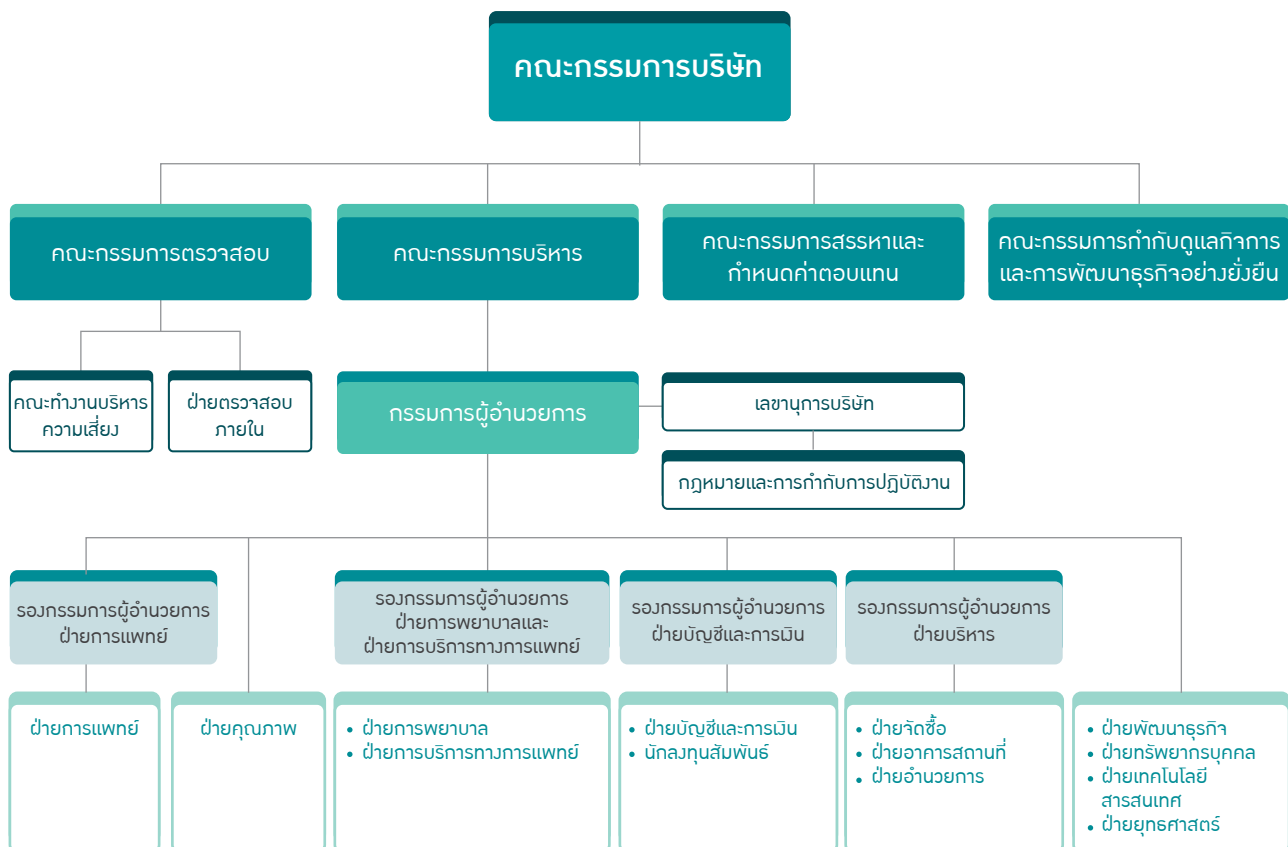 คณะกรรมการบริษัท
คณะกรรมการตรวจสอบ
คณะกรรมการบริหาร
คณะกรรมการสรรหาและ
กำหนดค่าตอบแทน
คณะกรรมการกำกับดูแลกิจการ
และการพัฒนาธุรกิจอย่างยั่งยืน
คณะทำงานบริหาร
ความเสี่ยง
ฝ่ายตรวจสอบ
ภายใน
กรรมการผู้อำนวยการ
เลขานุการบริษัท
กฎหมายและการกำกับการปฏิบัติงาน
รองกรรมการผู้อำนวยการ
ฝ่ายการแพทย์
รองกรรมการผู้อำนวยการ
ฝ่ายการพยาบาลและ
ฝ่ายการบริการทางการแพทย์
รองกรรมการผู้อำนวยการ
ฝ่ายบัญชีและการเงิน
รองกรรมการผู้อำนวยการ
ฝ่ายบริหาร
ฝ่ายการแพทย์
ฝ่ายคุณภาพ
• ฝ่ายการพยาบาล
• ฝ่ายการบริการทางการแพทย์
• ฝ่ายบัญชีและการเงิน
• นักลงทุนสัมพันธ์
• ฝ่ายจัดซื้อ
• ฝ่ายอาคารสถานที่
• ฝ่ายอำนวยการ
• ฝ่ายพัฒนาธุรกิจ
• ฝ่ายทรัพยากรบุคคล
• ฝ่ายเทคโนโลยี
สารสนเทศ
• ฝ่ายยุทธศาสตร์